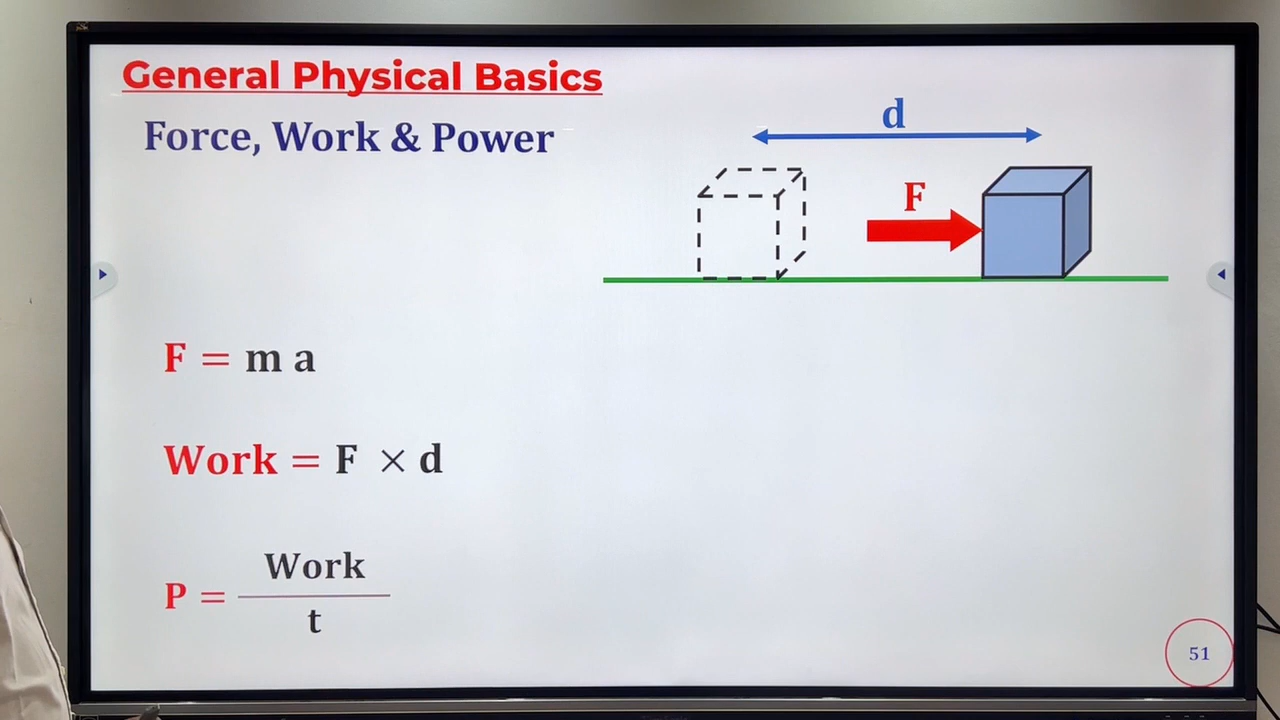 General Physical Basics
Force, Work & Power
d
F
F = m a
Work = F × d
Work
P =
t
51